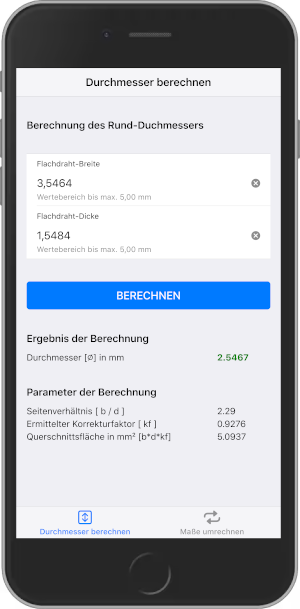 Durchmesser berechnen
Berechnung des Rund-Duchmessers
Flachdraht-Breite
3,5464
Wertebereich bis max. 5,00 mm
Flachdraht-Dicke
1,5484
Wertebereich bis max. 5,00 mm
BERECHNEN
Ergebnis der Berechnung
Durchmesser [Ø] in mm 2.5467
Parameter der Berechnung
Seitenverhältnis [ b / d ] 2.29
Ermittelter Korrekturfaktor [ kf ] 0.9276
Querschnittsfläche in mm² [b*d*kf] 5.0937
Durchmesser berechnen Maße umrechnen